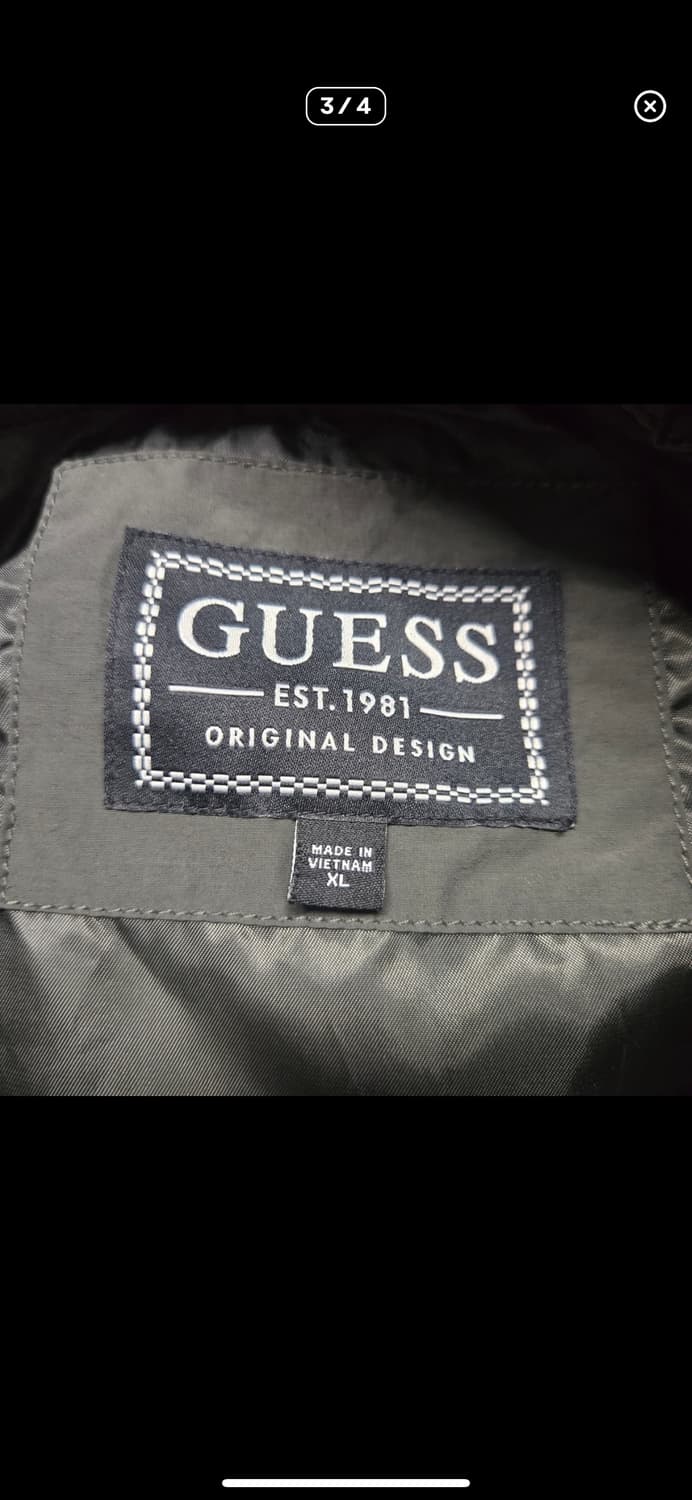 3/4
GUESS
EST. 1981
ORIGINAL DESIGN
MADE IN
VIETNAM
XL